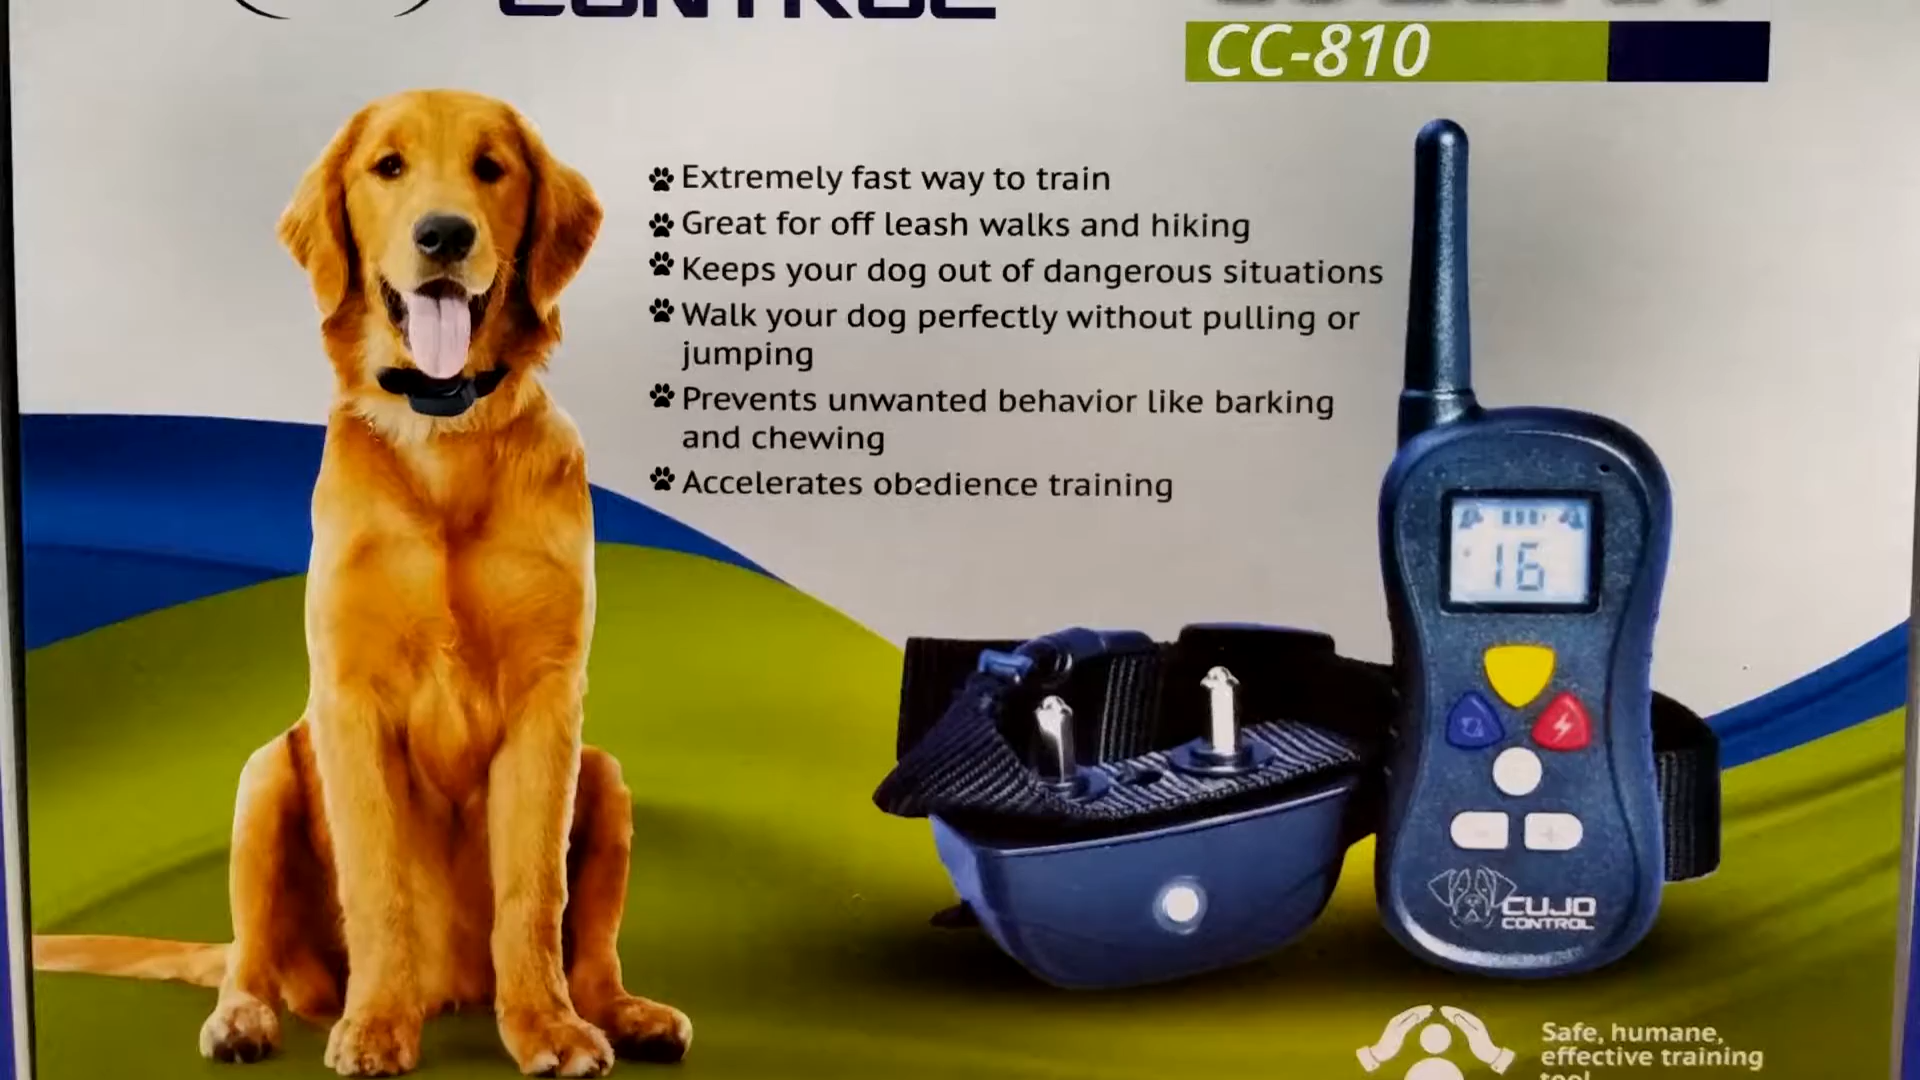 CONTROL
CC-810
Extremely fast way to train
Great for off leash walks and hiking
Keeps your dog out of dangerous situations
Walk your dog perfectly without pulling or
jumping
Prevents unwanted behavior like barking
and chewing
Accelerates obedience training
16
CUJO
CONTROL
Safe, humane,
effective training
tool